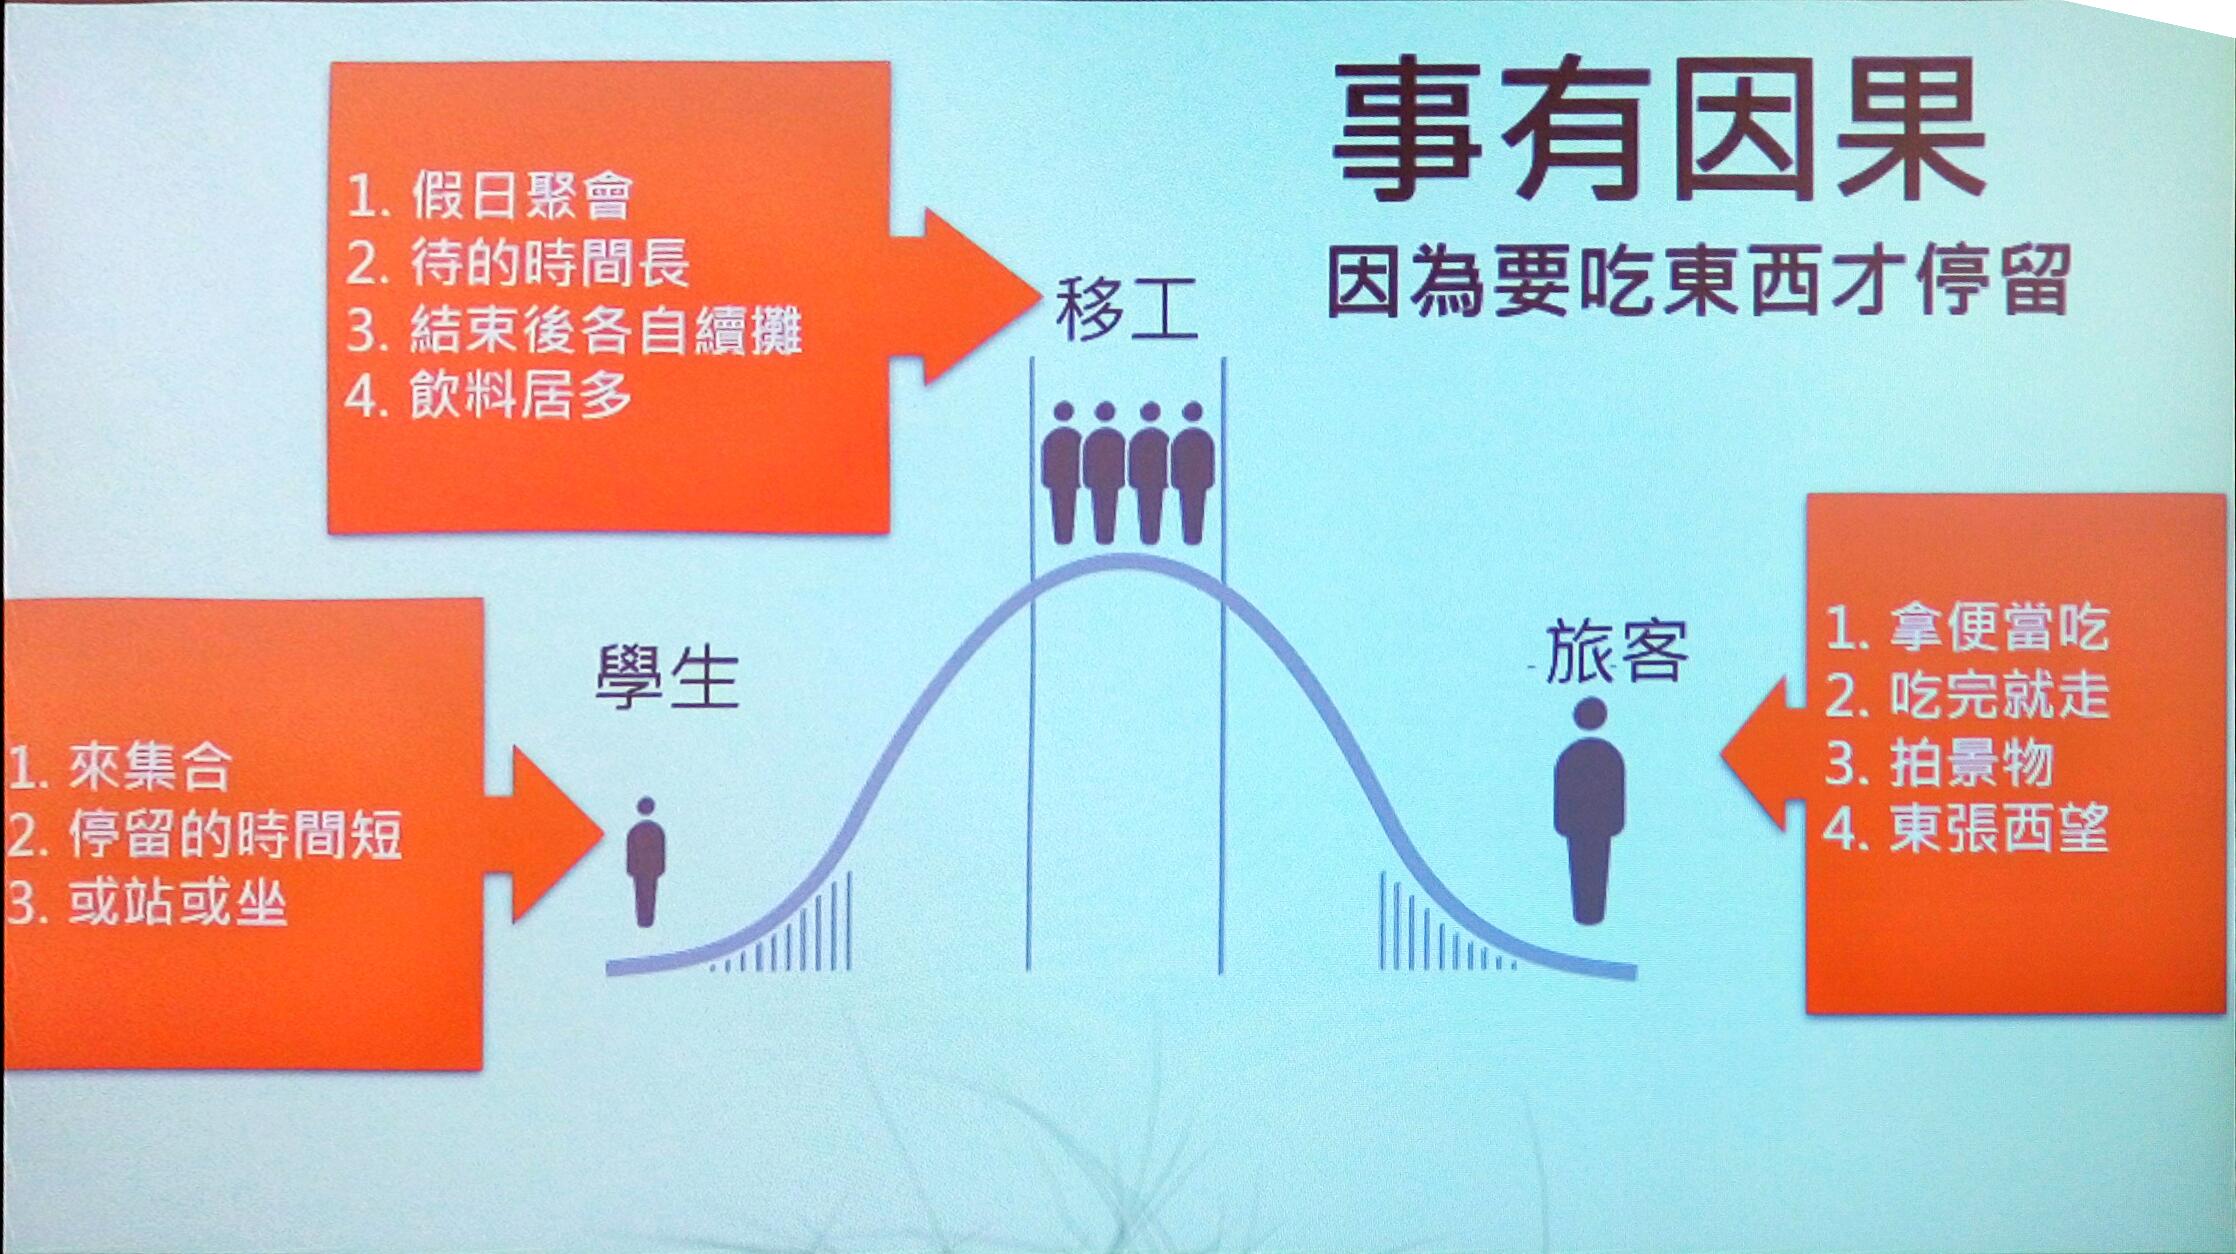 事有因果
因為要吃東西才停留
1. 假日聚會
2. 待的時間長
3. 結束後各自續攤
4. 飲料居多
移工
學生
1. 來集合
2. 停留的時間短
3. 或站或坐
旅客
1. 拿便當吃
2. 吃完就走
3. 拍景物
4. 東張西望